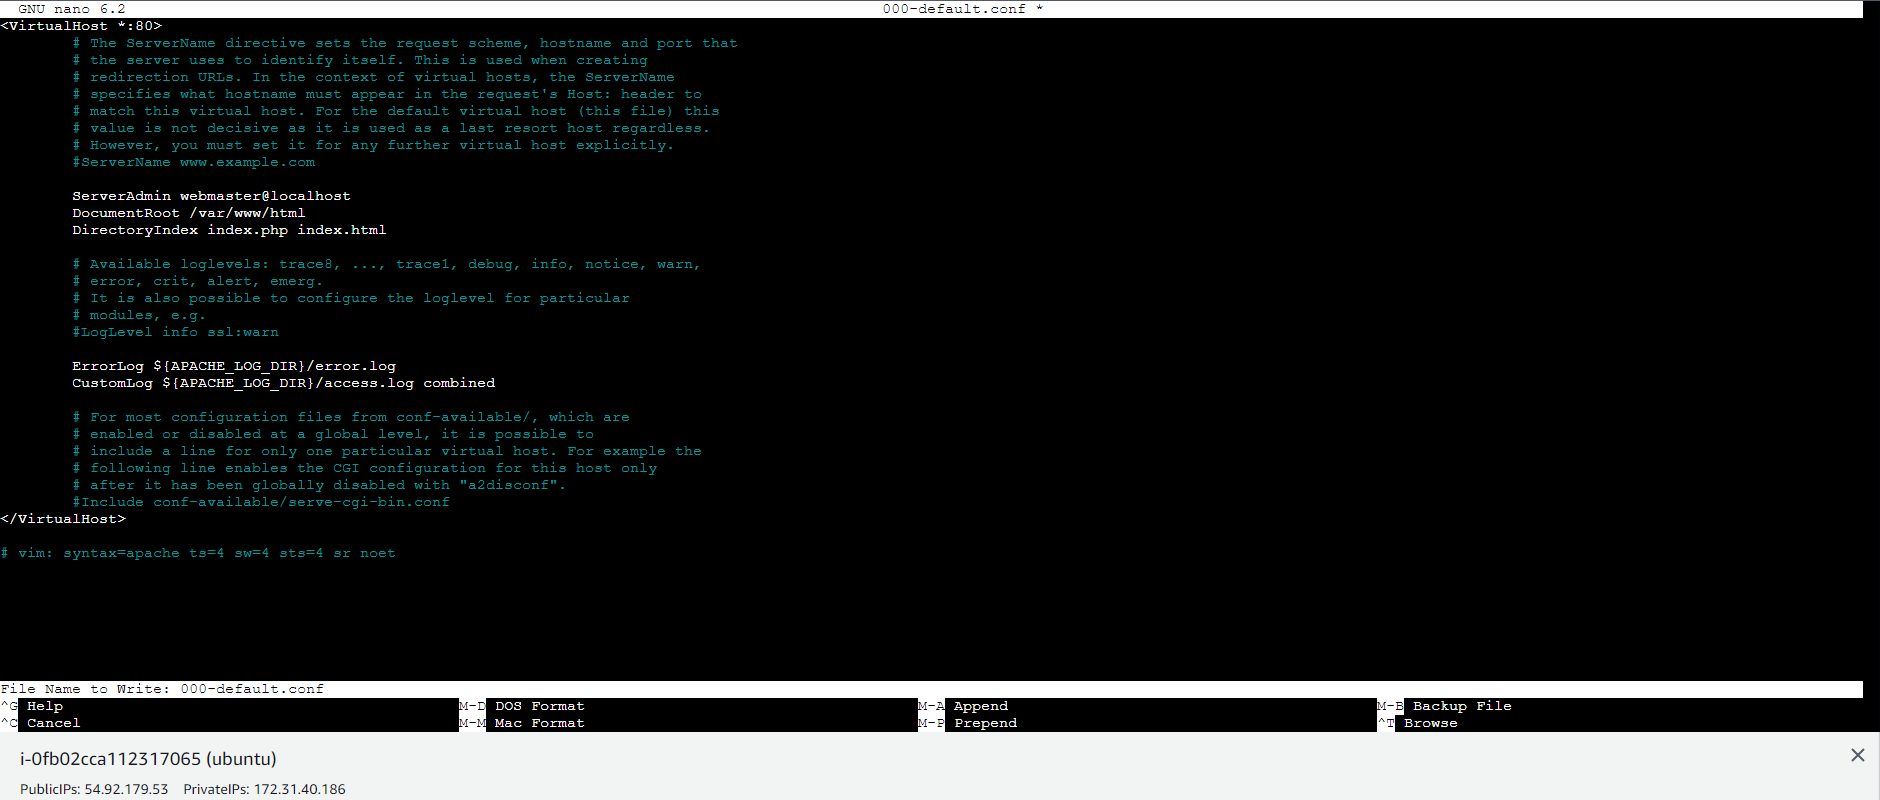 GNU nano 6.2 000-default.conf *
<VirtualHost *:80>
# The ServerName directive sets the request scheme, hostname and port that
# the server uses to identify itself. This is used when creating
# redirection URLs. In the context of virtual hosts, the ServerName
# specifies what hostname must appear in the request's Host: header to
# match this virtual host. For the default virtual host (this file) this
# value is not decisive as it is used as a last resort host regardless.
# However, you must set it for any further virtual host explicitly.
#ServerName www.example.com
ServerAdmin webmaster@localhost
DocumentRoot /var/www/html
DirectoryIndex index.php index.html
# Available loglevels: trace8, ..., trace1, debug, info, notice, warn,
# error, crit, alert, emerg.
# It is also possible to configure the loglevel for particular
# modules, e.g.
#LogLevel info ssl:warn
ErrorLog ${APACHE_LOG_DIR}/error.log
CustomLog ${APACHE_LOG_DIR}/access.log combined
# For most configuration files from conf-available/, which are
# enabled or disabled at a global level, it is possible to
# include a line for only one particular virtual host. For example the
# following line enables the CGI configuration for this host only
# after it has been globally disabled with "a2disconf".
#Include conf-available/serve-cgi-bin.conf
</VirtualHost>
# vim: syntax=apache ts=4 sw=4 sts=4 sr noet
File Name to Write: 000-default.conf
^G Help M-D DOS Format M-A Append M-B Backup File
^C Cancel M-M Mac Format M-P Prepend ^T Browse
i-0fb02cca112317065 (ubuntu)
PublicIPs: 54.92.179.53 PrivateIPs: 172.31.40.186